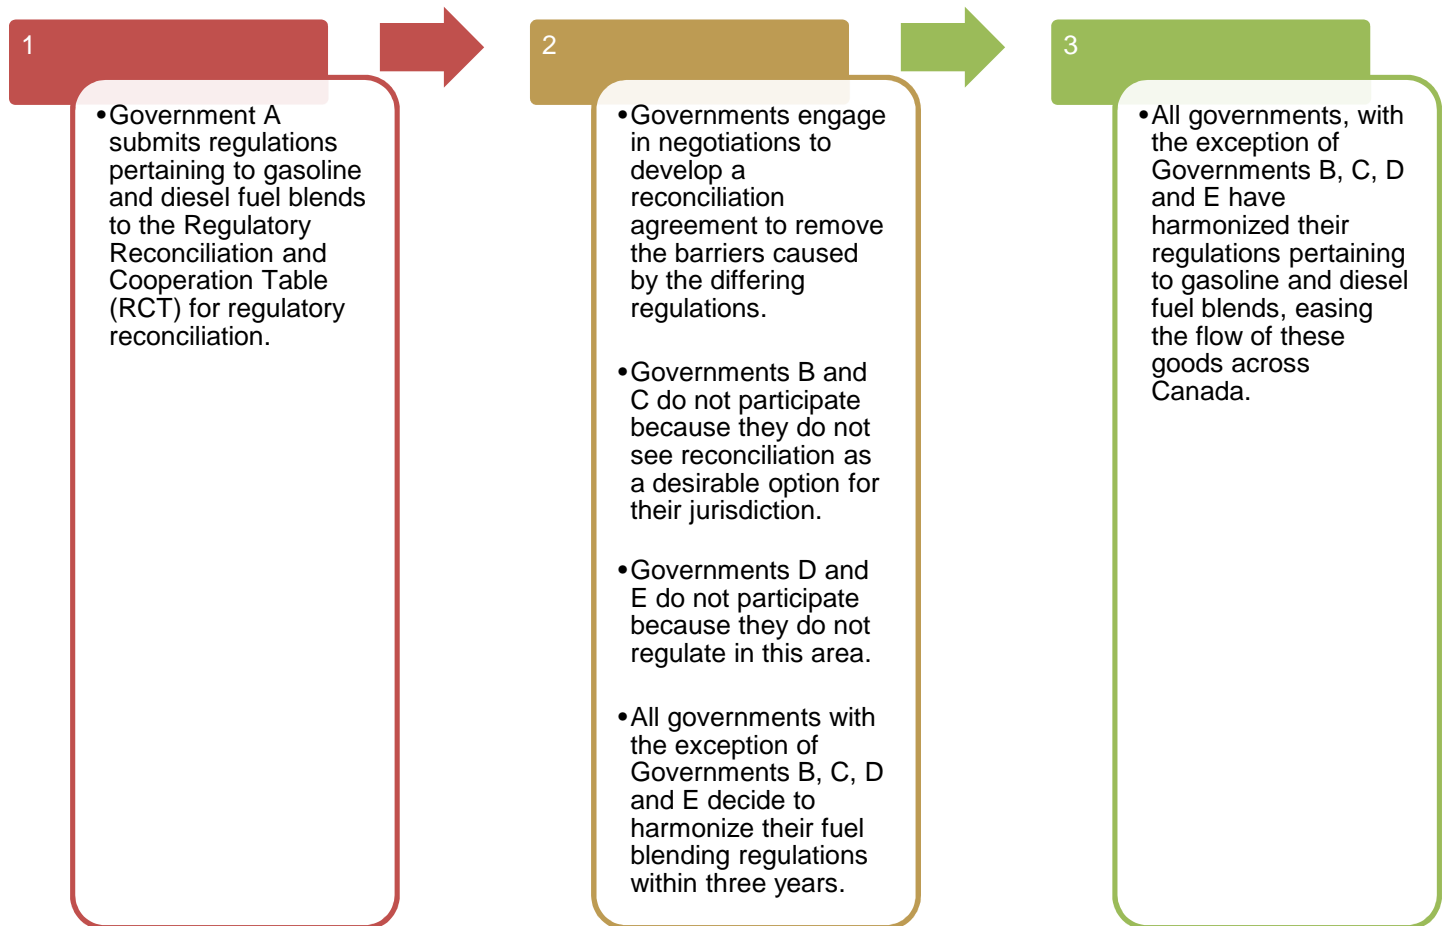 1
•Government A
submits regulations
pertaining to gasoline
and diesel fuel blends
to the Regulatory
Reconciliation and
Cooperation Table
(RCT) for regulatory
reconciliation.
2
•Governments engage
in negotiations to
develop a
reconciliation
agreement to remove
the barriers caused
by the differing
regulations.
•Governments B and
C do not participate
because they do not
see reconciliation as
a desirable option for
their jurisdiction.
•Governments D and
E do not participate
because they do not
regulate in this area.
•All governments with
the exception of
Governments B, C, D
and E decide to
harmonize their fuel
blending regulations
within three years.
3
•All governments, with
the exception of
Governments B, C, D
and E have
harmonized their
regulations pertaining
to gasoline and diesel
fuel blends, easing
the flow of these
goods across
Canada.